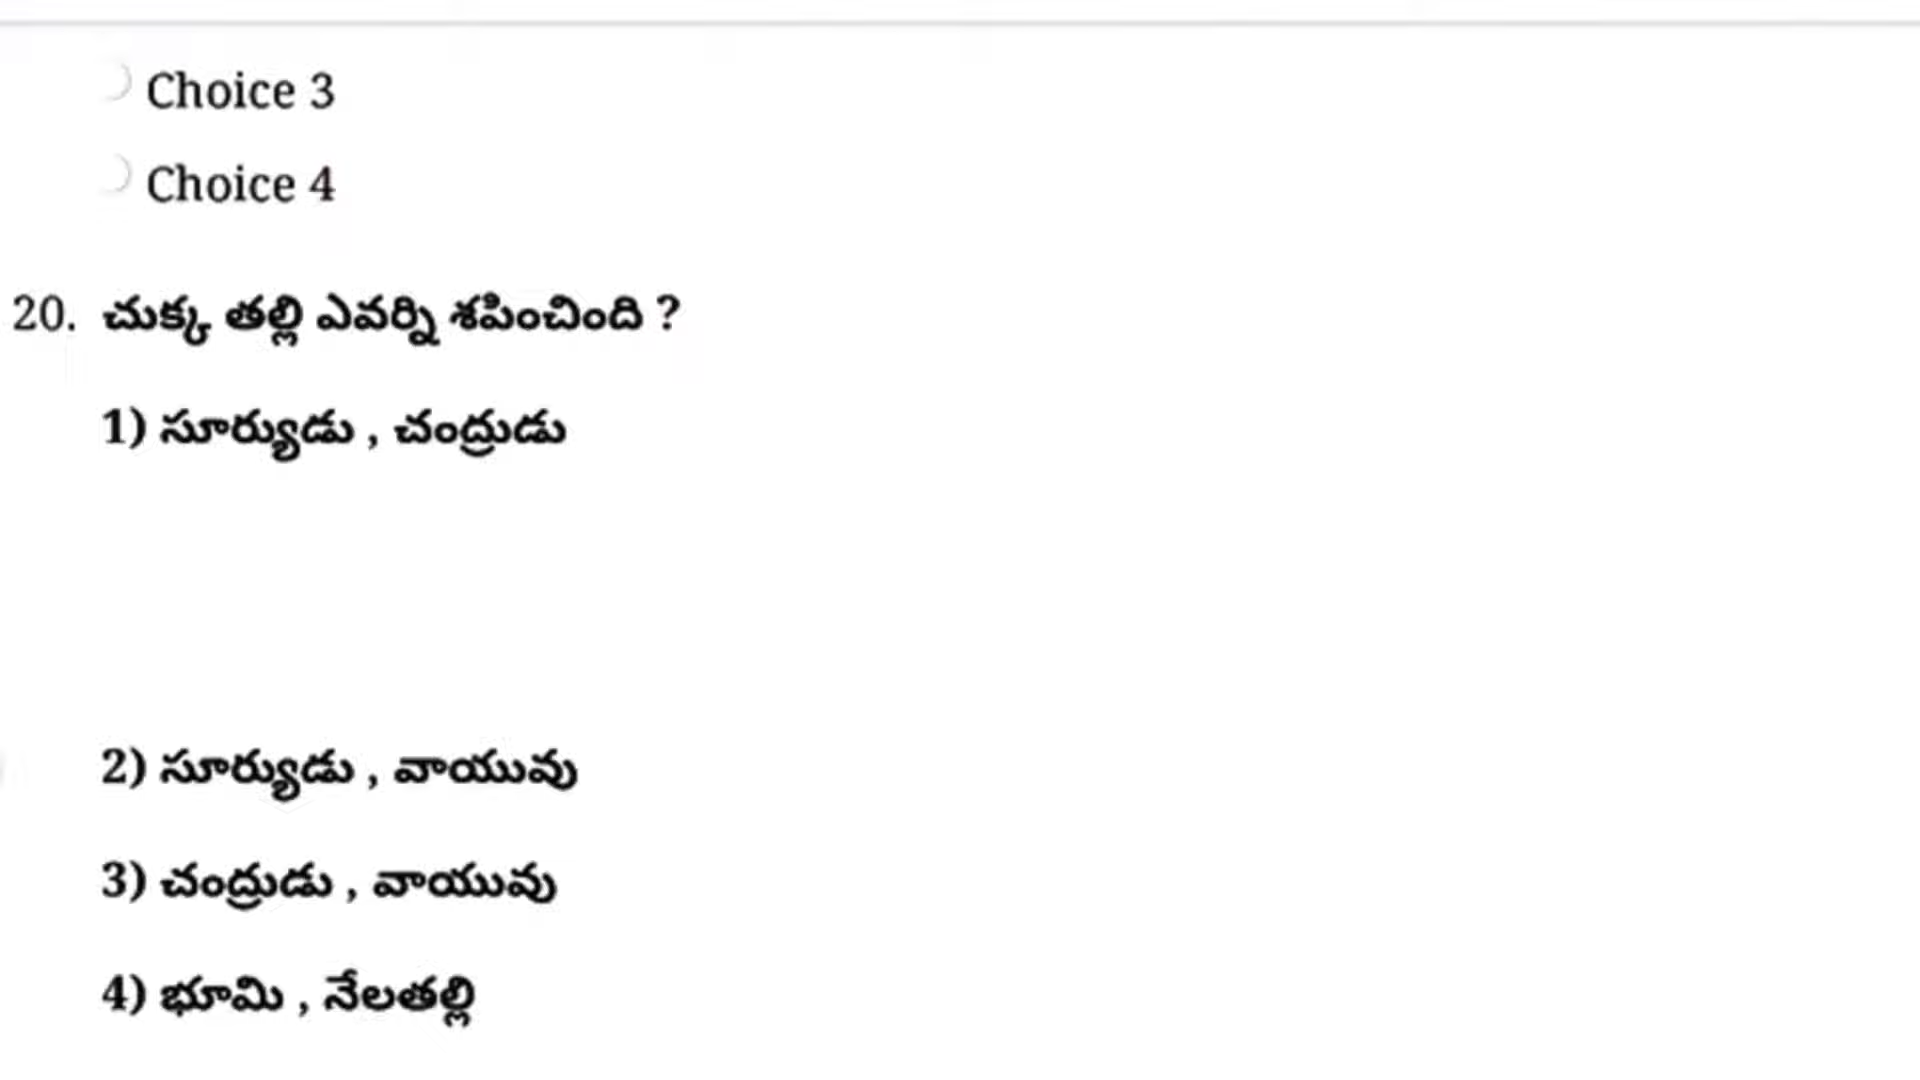 Choice 3
Choice 4
20. చుక్క తల్లి ఎవర్ని శపించింది ?
1) సూర్యుడు , చంద్రుడు
2) సూర్యుడు , వాయువు
3) చంద్రుడు , వాయువు
4) భూమి , నేలతల్లి